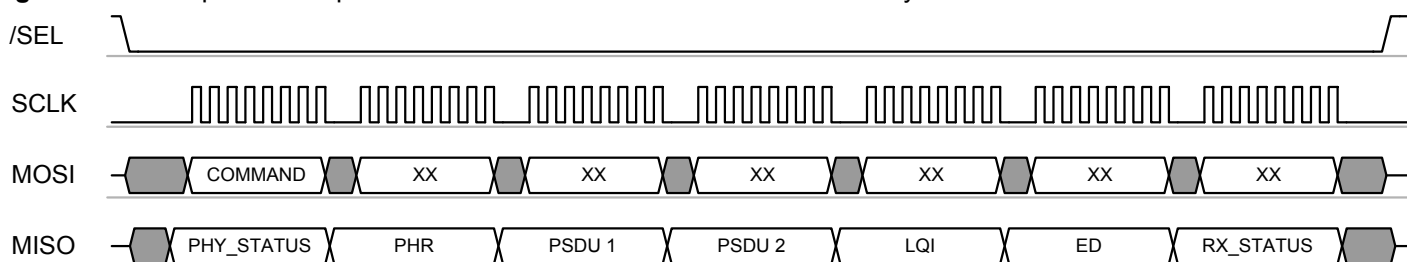 /SEL
SCLK
MOSI COMMAND XX XX XX XX XX XX
MISO PHY_STATUS PHR PSDU 1 PSDU 2 LQI ED RX_STATUS